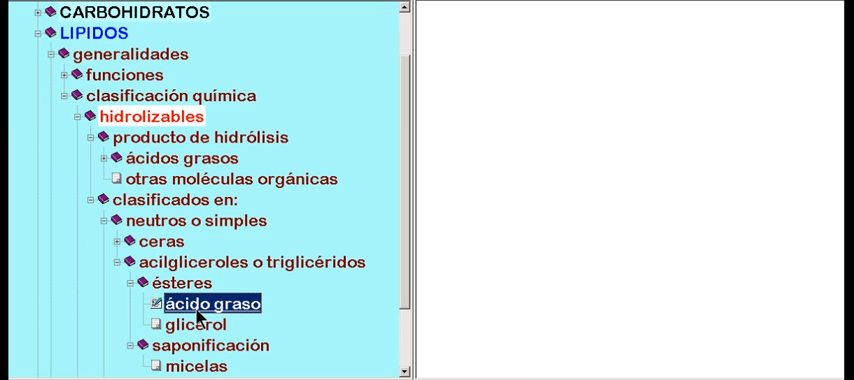 CARBOHIDRATOS
LIPIDOS
generalidades
funciones
clasificación química
hidrolizables
producto de hidrólisis
ácidos grasos
otras moléculas orgánicas
clasificados en:
neutros o simples
ceras
acilgliceroles o triglicéridos
ésteres
ácido graso
glicerol
saponificación
micelas